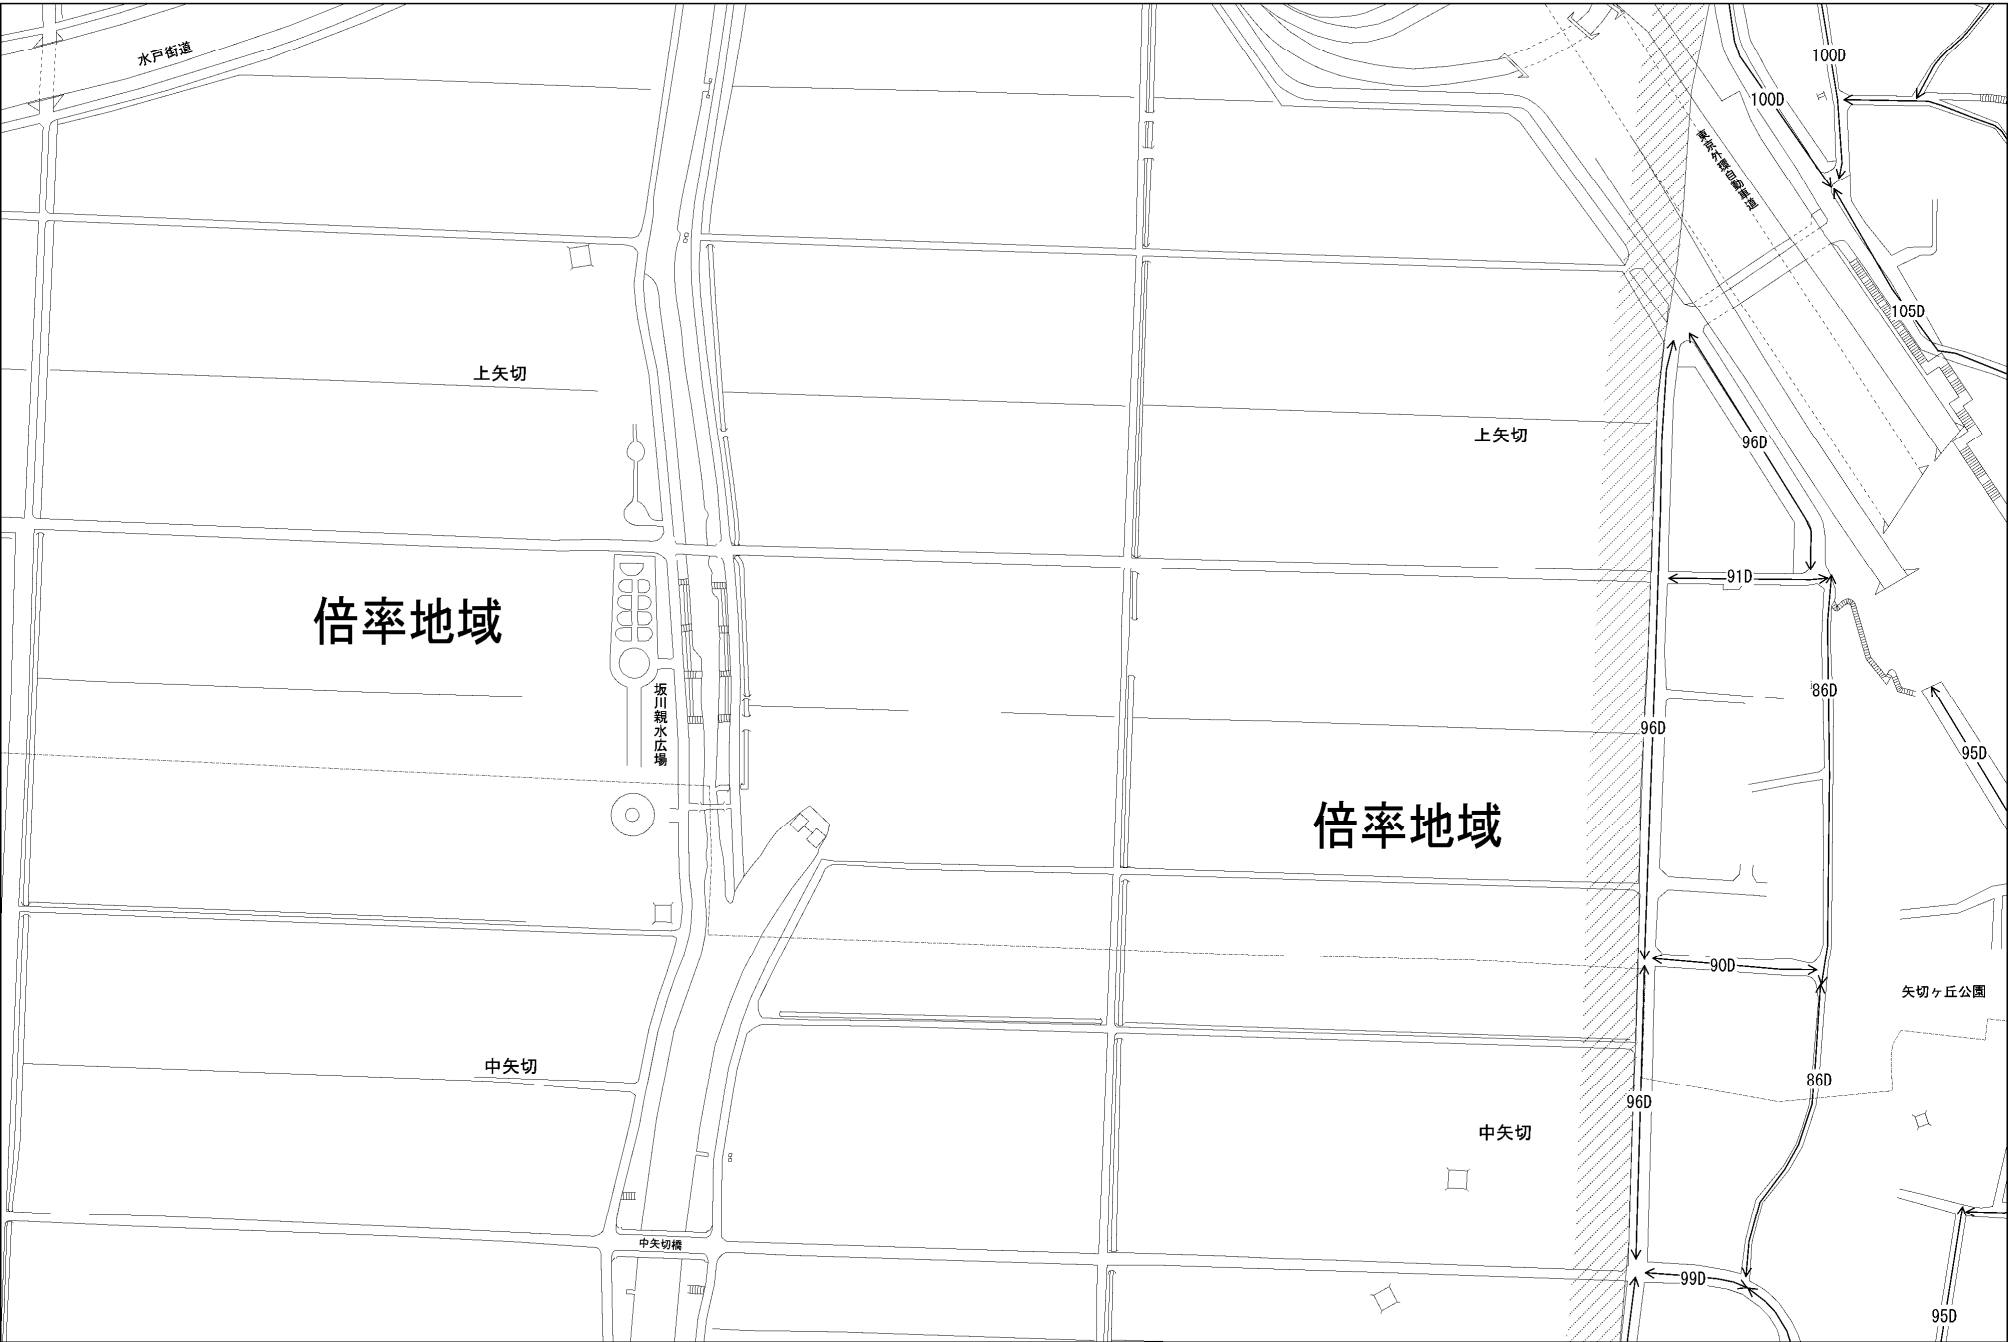 水戸街道
100D
100D
東京外環自動車道
105D
上矢切
上矢切
96D
91D
倍率地域
坂川親水広場
86D
96D
95D
倍率地域
90D
矢切ヶ丘公園
中矢切
86D
96D
中矢切
中矢切橋
99D
95D